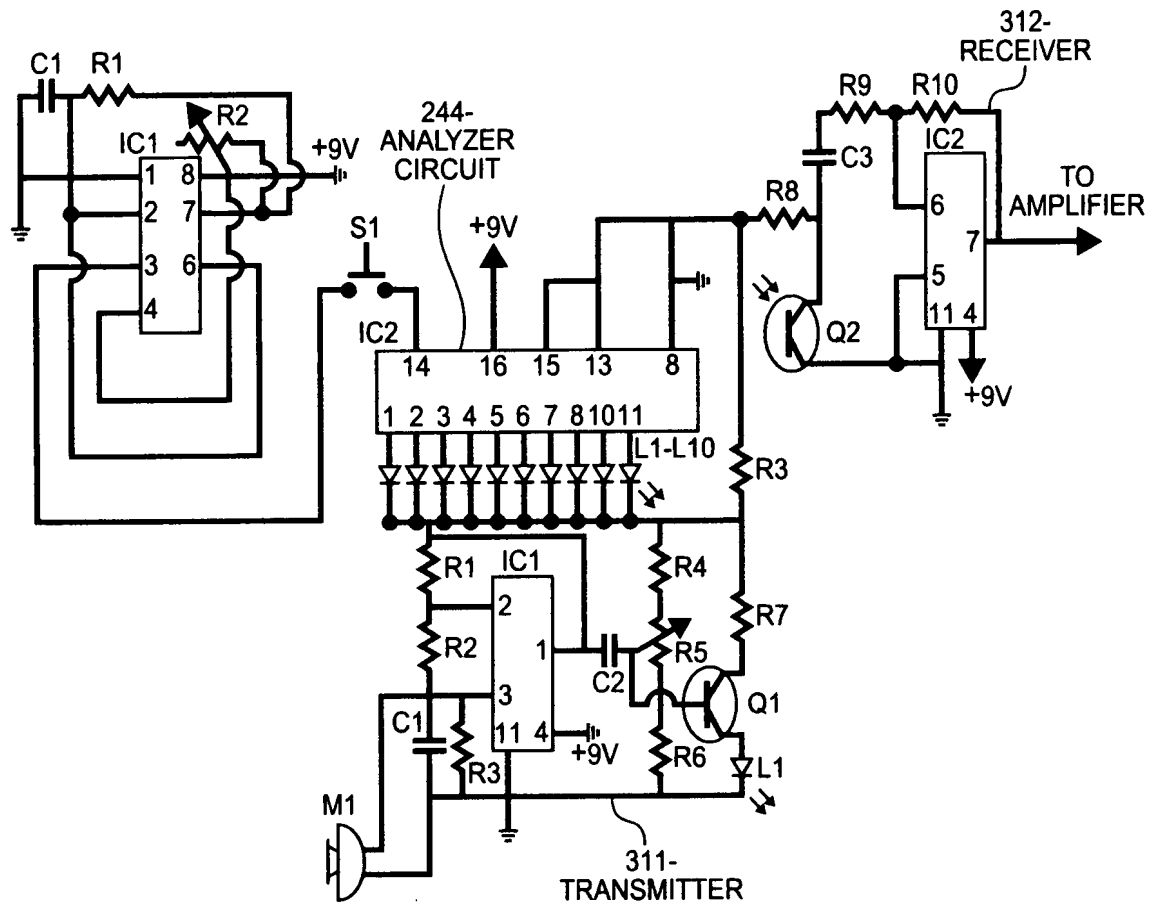 312-
RECEIVER
C1
R1
R2
IC1
+9V
1
8
2
7
3
6
4
244-
ANALYZER
CIRCUIT
S1
+9V
IC2
14
16
15
13
8
1 2 3 4 5 6 7 8 10 11
L1-L10
R9
R10
IC2
C3
R8
6
7
5
11 4
TO
AMPLIFIER
Q2
+9V
R3
R1
IC1
R4
2
R7
R2
1
C2
R5
3
Q1
C1
11 4
R3
+9V
R6
L1
M1
311-
TRANSMITTER